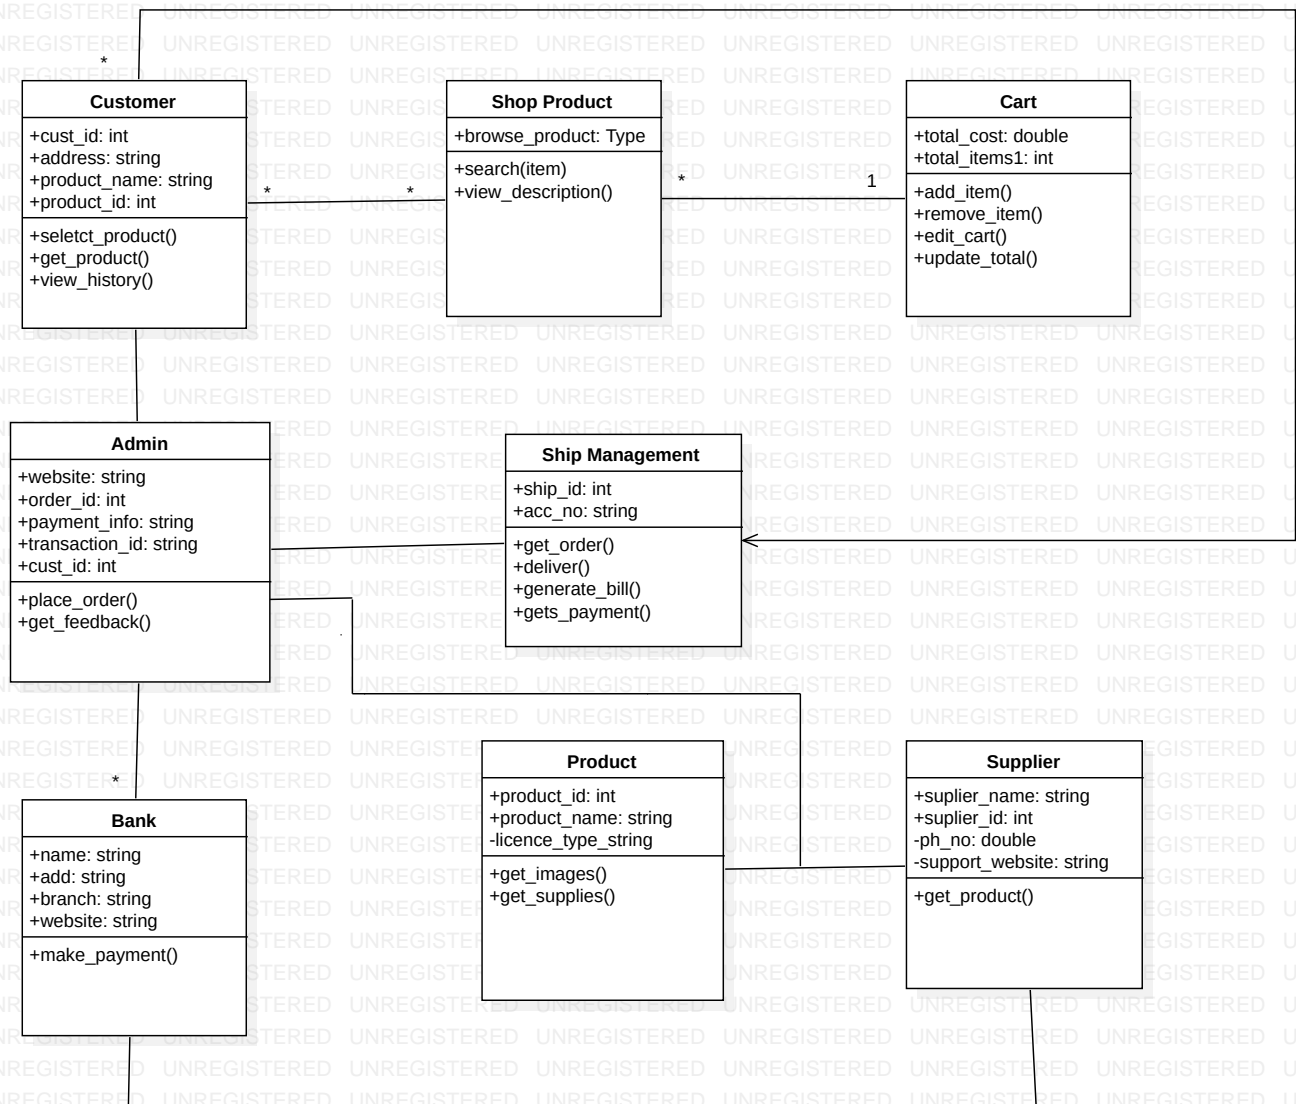 *
Customer
+cust_id: int
+address: string
+product_name: string
+product_id: int
+seletct_product()
+get_product()
+view_history()
*
*
Shop Product
+browse_product: Type
+search(item)
+view_description()
*
1
Cart
+total_cost: double
+total_items1: int
+add_item()
+remove_item()
+edit_cart()
+update_total()
Admin
+website: string
+order_id: int
+payment_info: string
+transaction_id: string
+cust_id: int
+place_order()
+get_feedback()
Ship Management
+ship_id: int
+acc_no: string
+get_order()
+deliver()
+generate_bill()
+gets_payment()
*
Bank
+name: string
+add: string
+branch: string
+website: string
+make_payment()
Product
+product_id: int
+product_name: string
-licence_type_string
+get_images()
+get_supplies()
Supplier
+suplier_name: string
+suplier_id: int
-ph_no: double
-support_website: string
+get_product()
UNREGISTERED